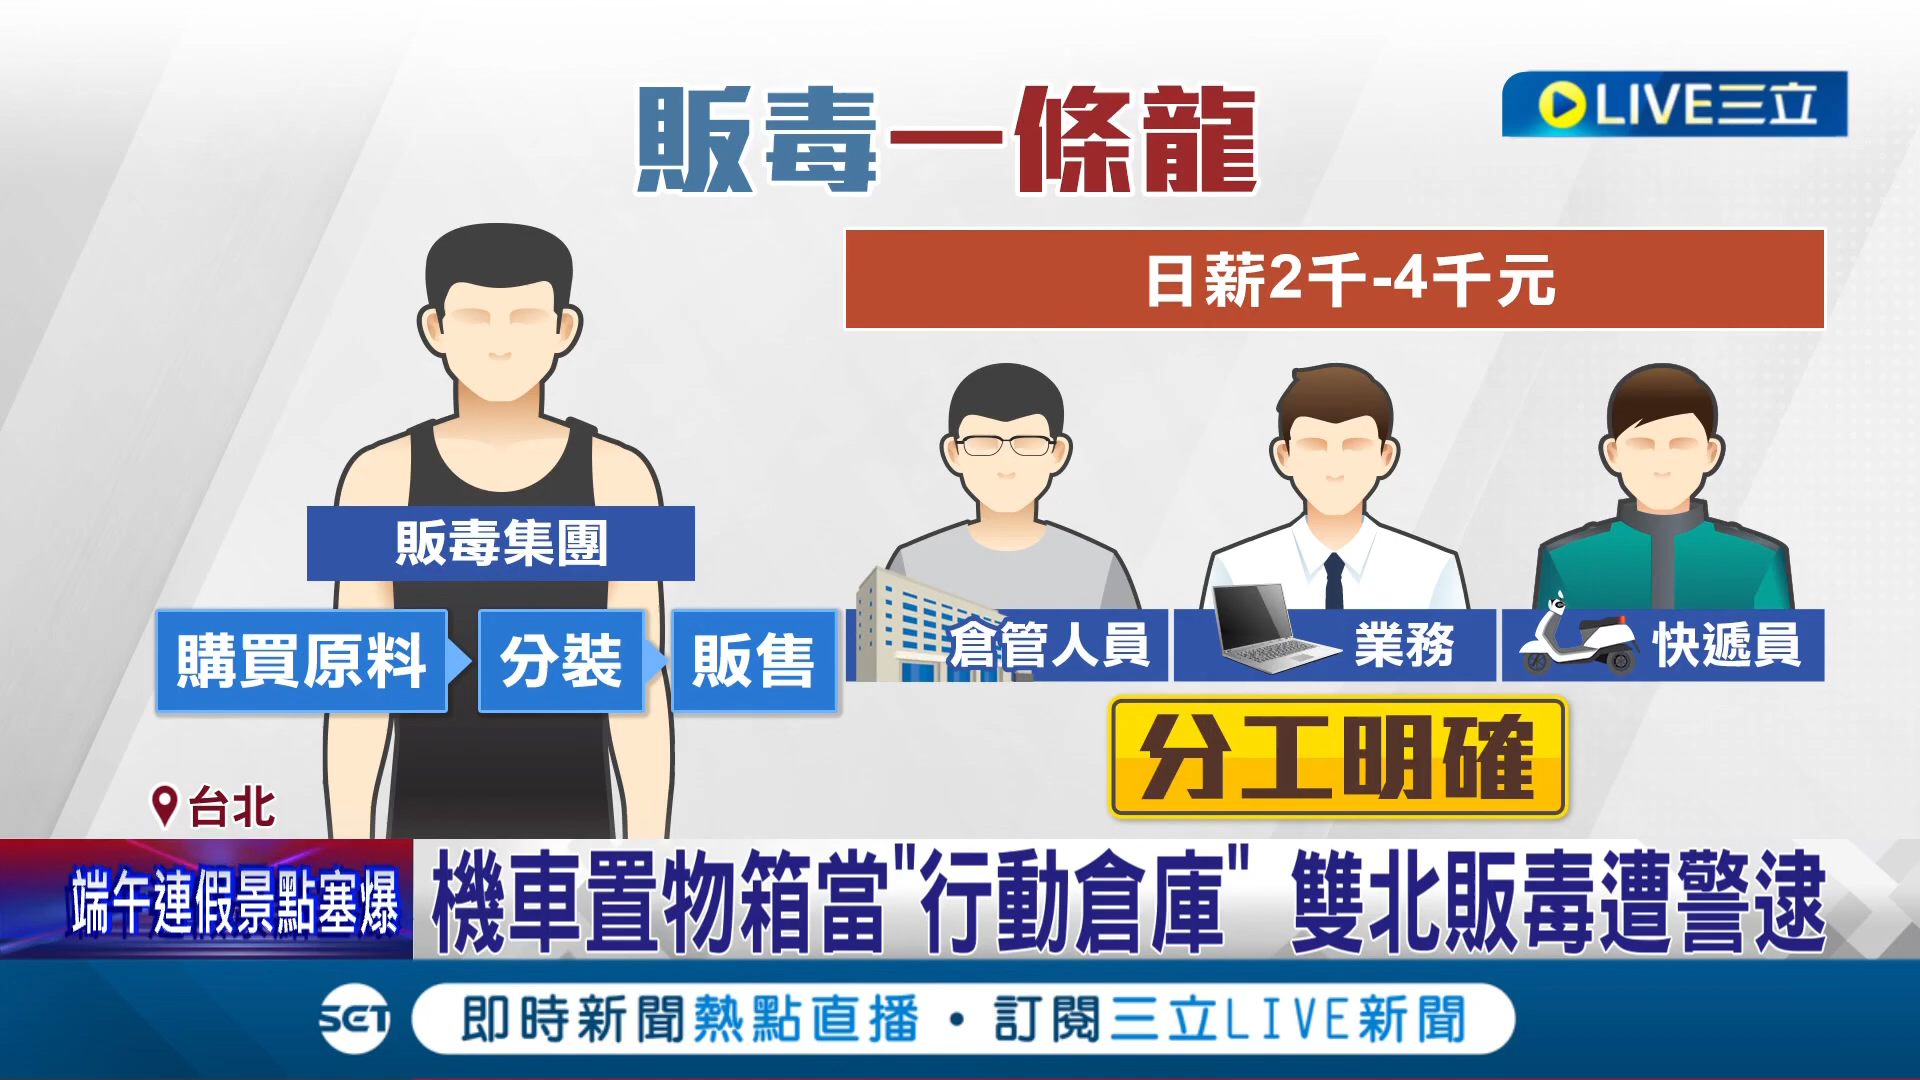 LIVE三立
販毒一條龍
日薪2千-4千元
販毒集團
購買原料
分裝
販售
倉管人員
業務
快遞員
分工明確
台北
端午連假景點塞爆
機車置物箱當"行動倉庫" 雙北販毒遭警逮
SET
即時新聞熱點直播・訂閱三立LIVE新聞